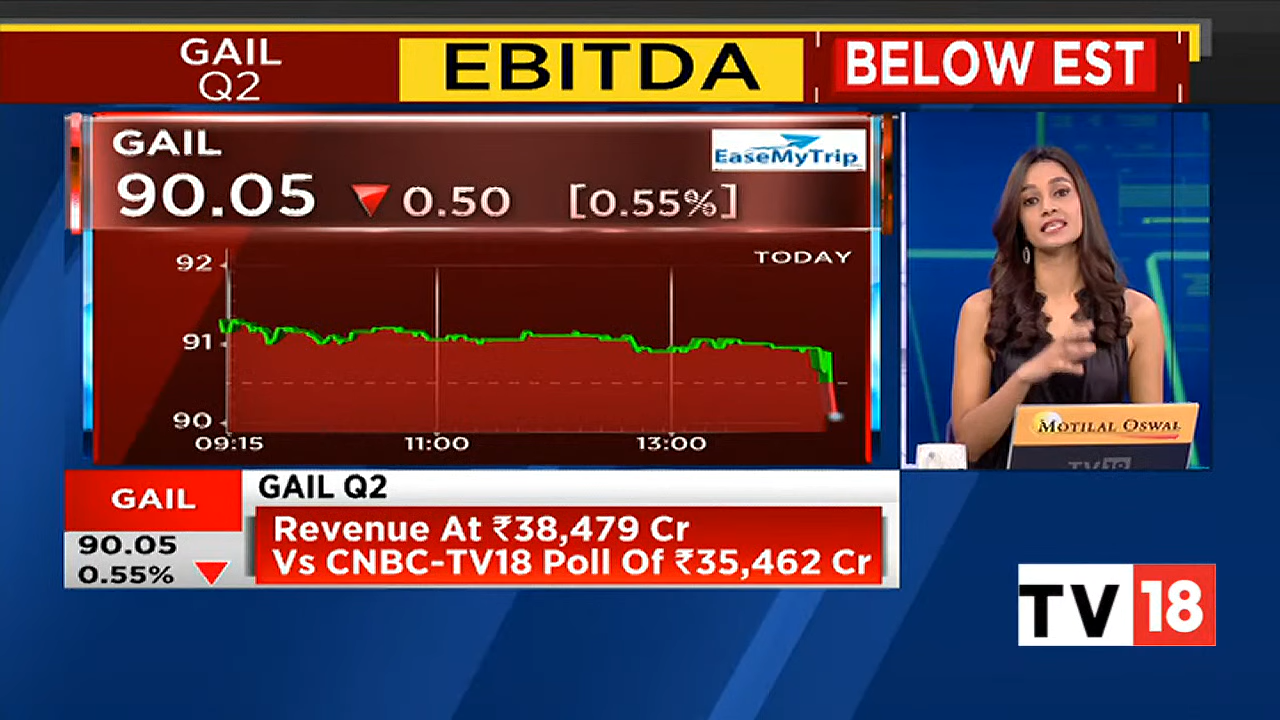 GAIL
Q2
EBITDA
BELOW EST
GAIL
EaseMyTrip
90.05 0.50 [0.55%]
TODAY
92
91
90
09:15 11:00 13:00
MOTILAL OSWAL
TV18
GAIL
90.05
0.55%
GAIL Q2
Revenue At ₹38,479 Cr
Vs CNBC-TV18 Poll Of ₹35,462 Cr
TV18